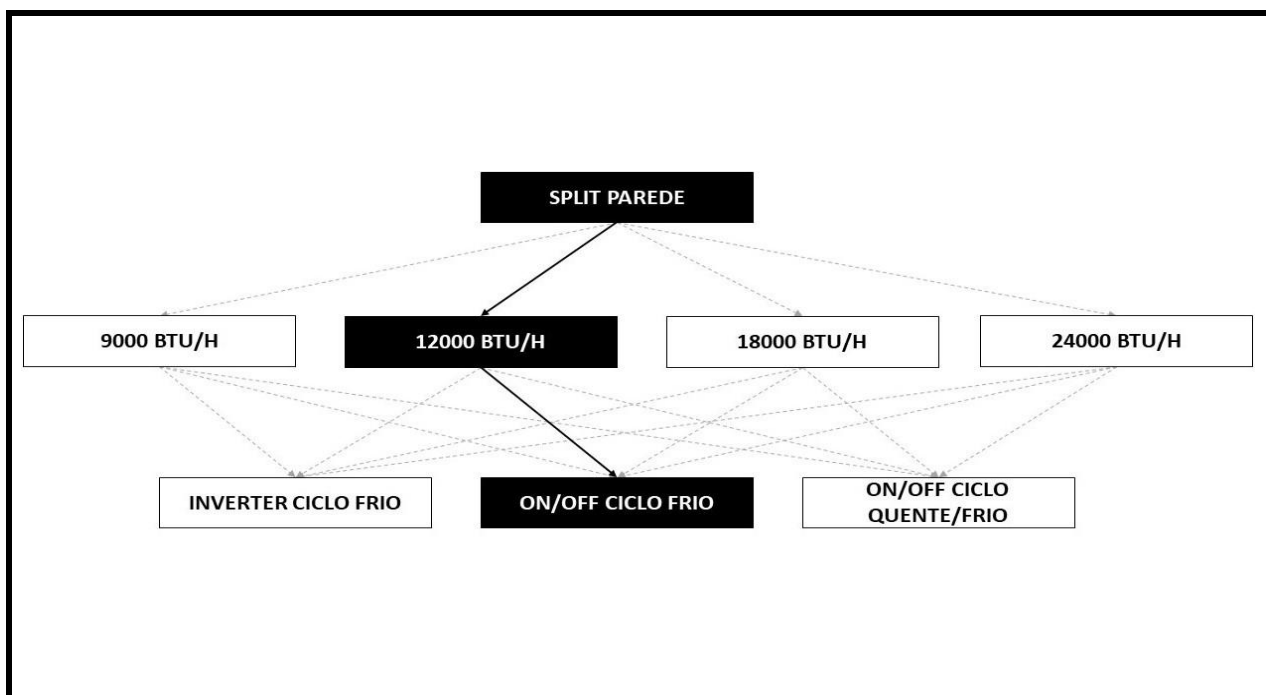 SPLIT PAREDE
9000 BTU/H
12000 BTU/H
18000 BTU/H
24000 BTU/H
INVERTER CICLO FRIO
ON/OFF CICLO FRIO
ON/OFF CICLO
QUENTE/FRIO